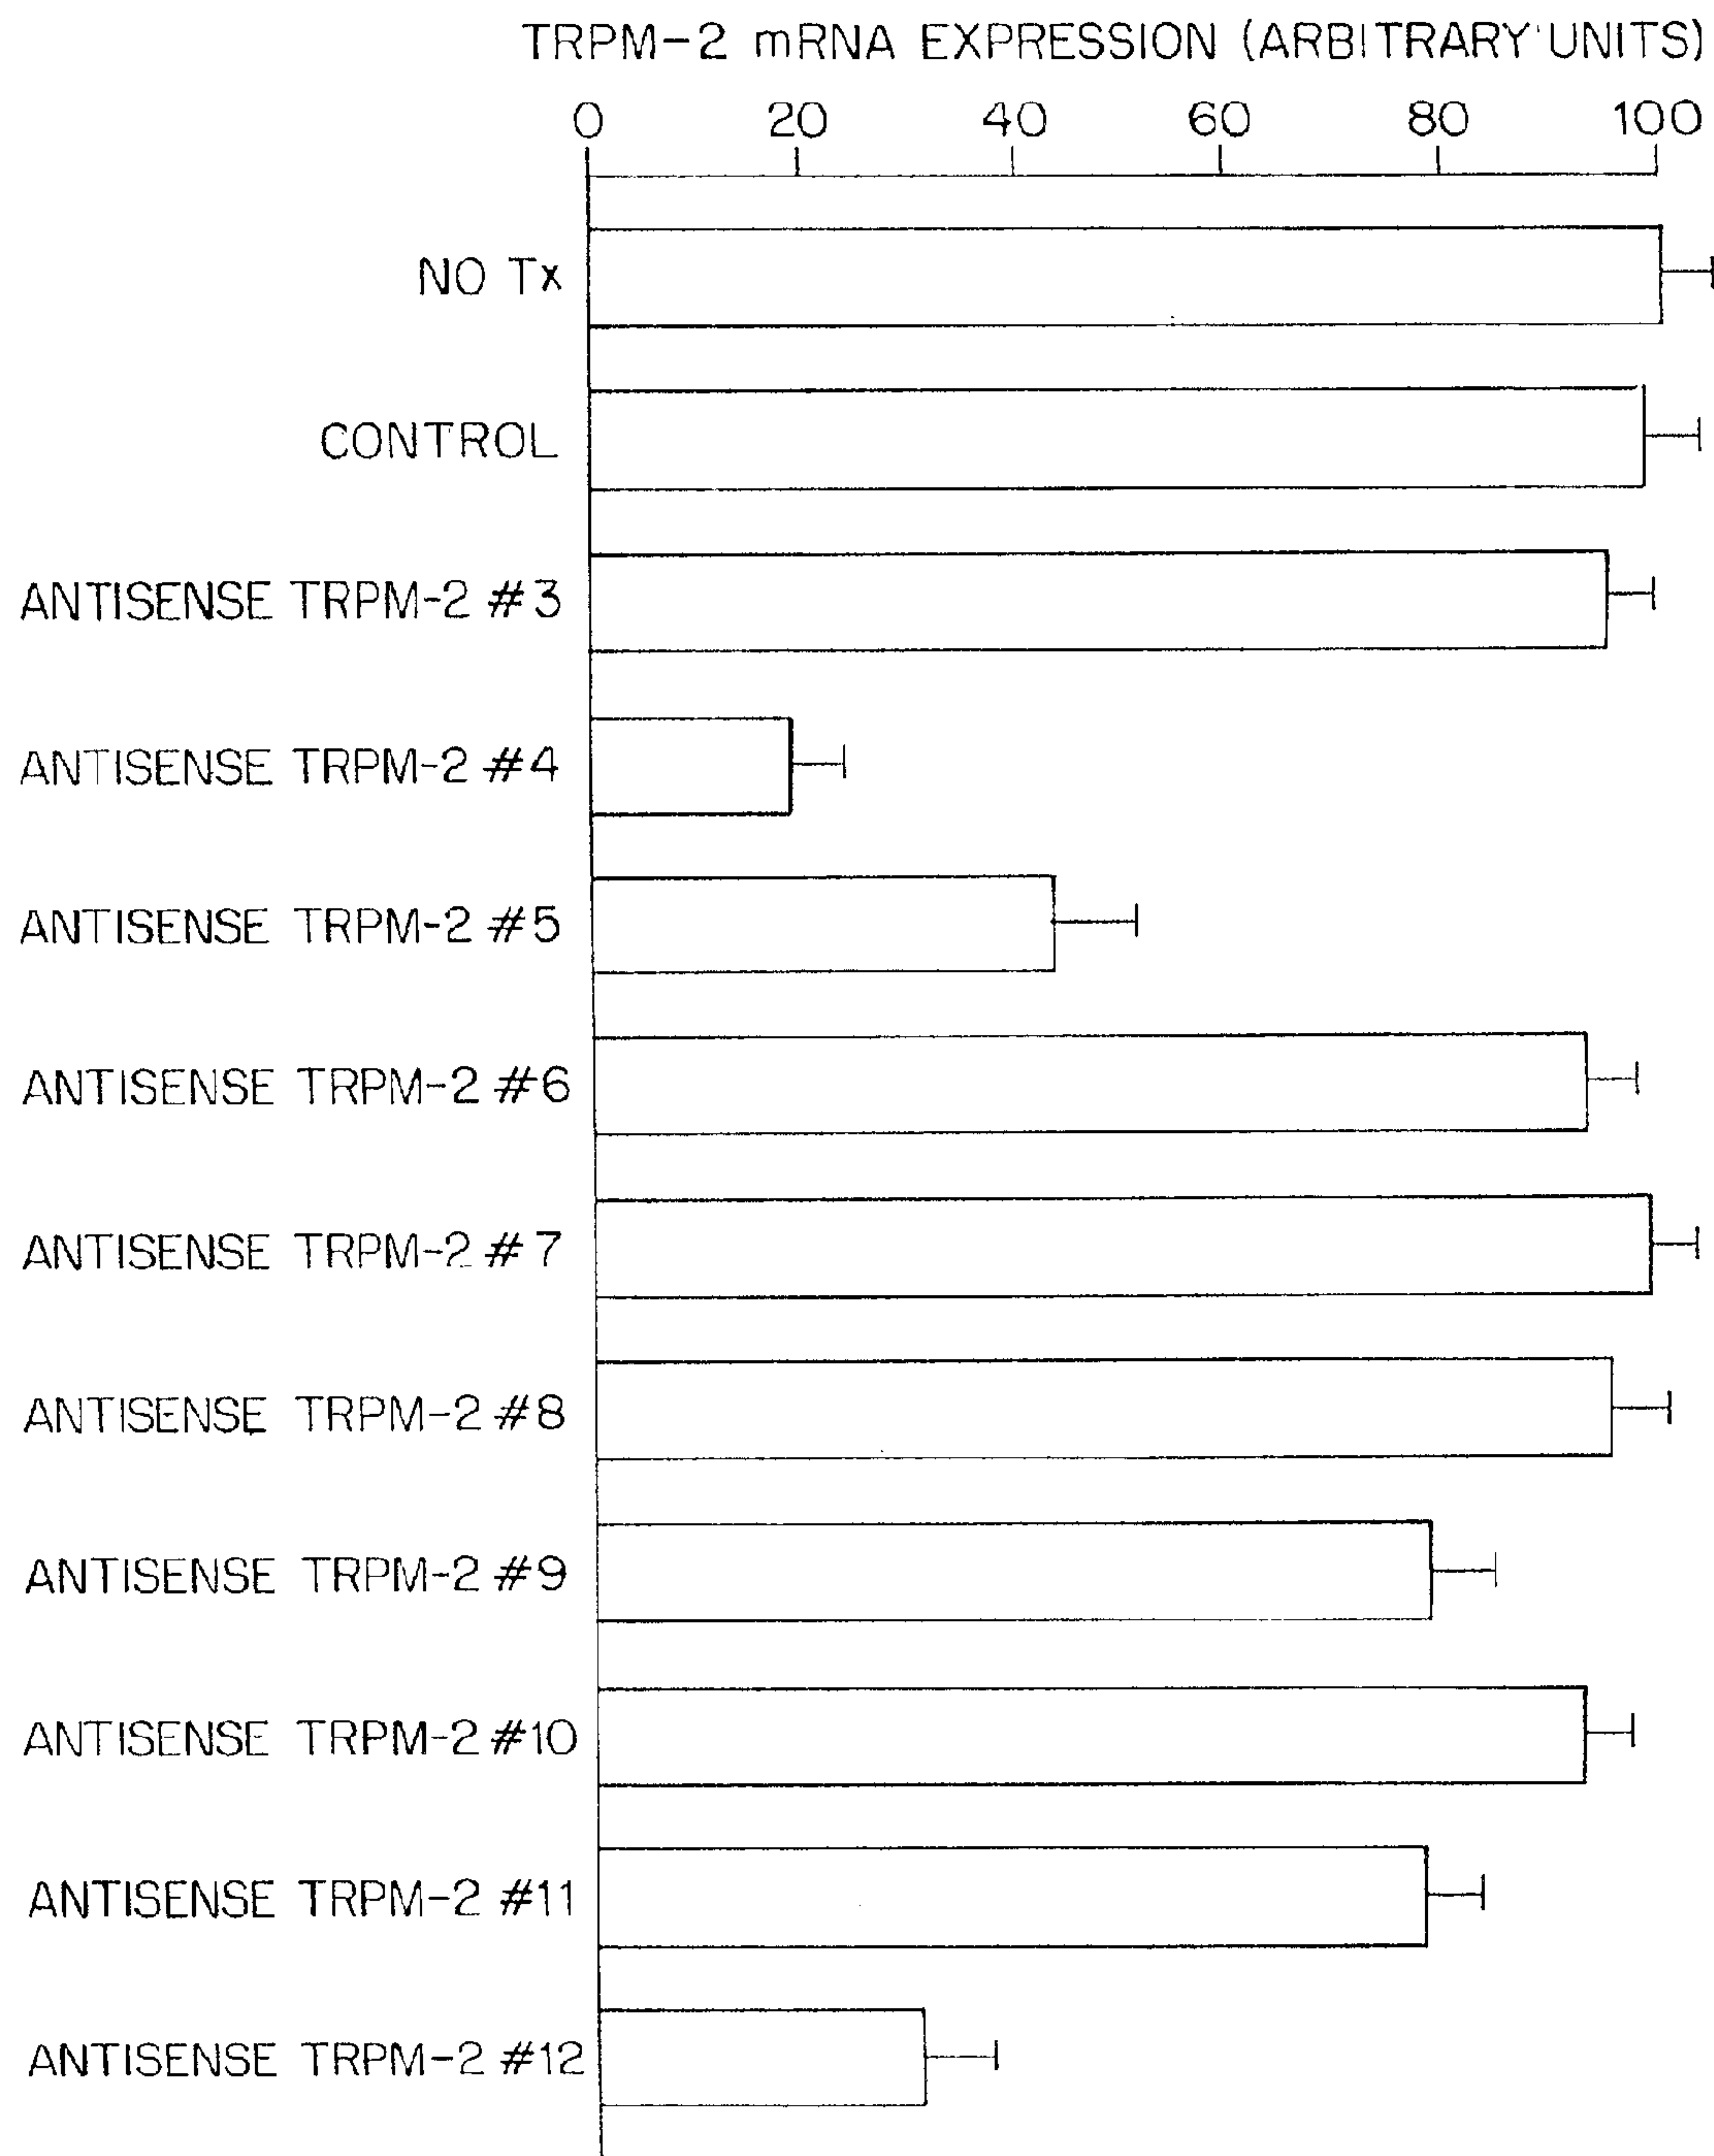 TRPM-2 mRNA EXPRESSION (ARBITRARY UNITS)
0 20 40 60 80 100
NO Tx
CONTROL
ANTISENSE TRPM-2 #3
ANTISENSE TRPM-2 #4
ANTISENSE TRPM-2 #5
ANTISENSE TRPM-2 #6
ANTISENSE TRPM-2 #7
ANTISENSE TRPM-2 #8
ANTISENSE TRPM-2 #9
ANTISENSE TRPM-2 #10
ANTISENSE TRPM-2 #11
ANTISENSE TRPM-2 #12